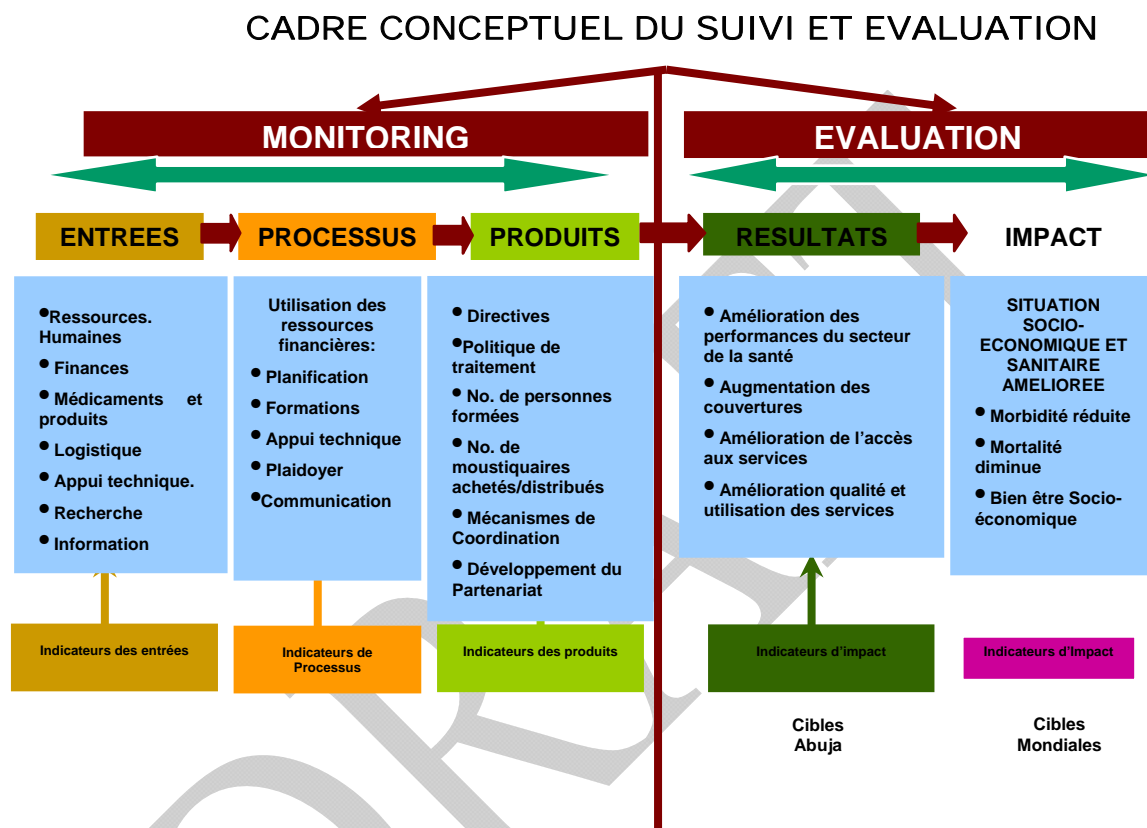 CADRE CONCEPTUEL DU SUIVI ET EVALUATION
MONITORING
EVALUATION
ENTREES
PROCESSUS
PRODUITS
RESULTATS
IMPACT
•Ressources.
Humaines
• Finances
• Médicaments et
produits
• Logistique
• Appui technique.
• Recherche
• Information
Utilisation des
ressources
financières:
• Planification
• Formations
• Appui technique
• Plaidoyer
•Communication
• Directives
•Politique de
traitement
• No. de personnes
formées
• No. de
moustiquaires
achetés/distribués
• Mécanismes de
Coordination
• Développement du
Partenariat
• Amélioration des
performances du secteur
de la santé
• Augmentation des
couvertures
• Amélioration de l'accès
aux services
• Amélioration qualité et
utilisation des services
SITUATION
SOCIO-
ECONOMIQUE ET
SANITAIRE
AMELIOREE
• Morbidité réduite
• Mortalité
diminue
• Bien être Socio-
économique
Indicateurs des entrées
Indicateurs de
Processus
Indicateurs des produits
Indicateurs d'impact
Indicateurs d'Impact
Cibles
Abuja
Cibles
Mondiales